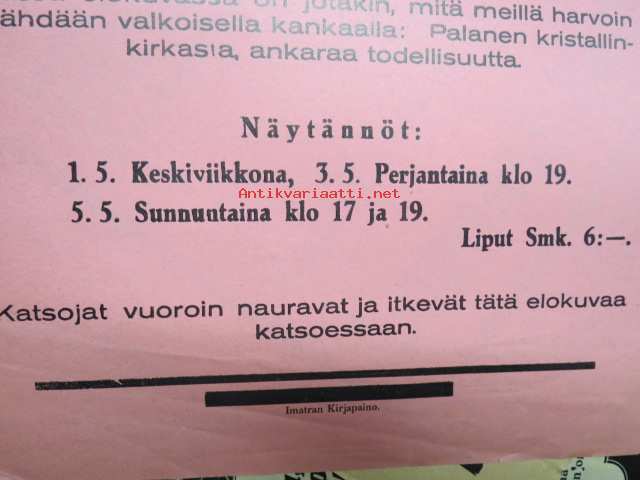 elokuvassa on jotakin, mitä meillä harvoin
ähdään valkoisella kankaalla: Palanen kristallin-
kirkasta, ankaraa todellisuutta.
Näytännöt:
1. 5. Keskiviikkona, 3. 5. Perjantaina klo 19.
Antikvariaatti.net
5. 5. Sunnuntaina klo 17 ja 19.
Liput Smk. 6:—.
Katsojat vuoroin nauravat ja itkevät tätä elokuvaa
katsoessaan.
Imatran Kirjapaino.